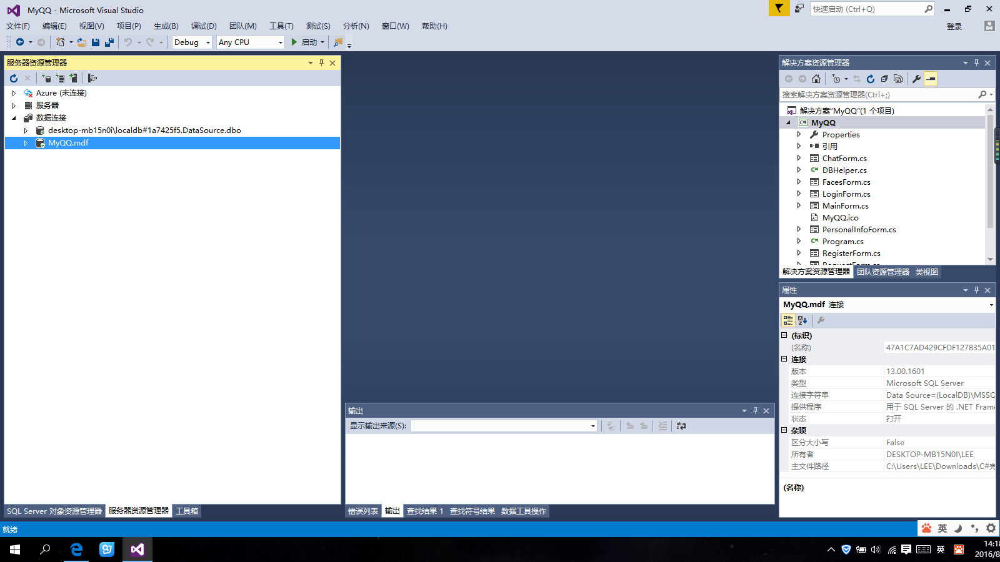 MyQQ - Microsoft Visual Studio
快速启动 (Ctrl+Q)
文件(F) 编辑(E) 视图(V) 项目(P) 生成(B) 调试(D) 团队(M) 工具(T) 测试(S) 分析(N) 窗口(W) 帮助(H)
登录
Debug Any CPU 启动
服务器资源管理器
Azure (未连接)
服务器
数据连接
desktop-mb15n0i\localdb#1a7425f5.DataSource.dbo
MyQQ.mdf
SQL Server 对象资源管理器 服务器资源管理器 工具箱
输出
显示输出来源(S):
错误列表 输出 查找结果 1 查找符号结果 数据工具操作
解决方案资源管理器
搜索解决方案资源管理器(Ctrl+;)
解决方案"MyQQ"(1 个项目)
C# MyQQ
Properties
引用
ChatForm.cs
C# DBHelper.cs
FacesForm.cs
LoginForm.cs
MainForm.cs
MyQQ.ico
PersonalInfoForm.cs
C# Program.cs
RegisterForm.cs
解决方案资源管理器 团队资源管理器 类视图
属性
MyQQ.mdf 连接
(标识)
(名称) 47A1C7AD429CFDF127835A01
连接
版本 13.00.1601
类型 Microsoft SQL Server
连接字符串 Data Source=(LocalDB)\MSSQ
提供程序 用于 SQL Server 的 .NET Frame
状态 打开
杂项
区分大小写 False
所有者 DESKTOP-MB15N0I\LEE
主文件路径 C:\Users\LEE\Downloads\C#完
(名称)
就绪
英
英
14:18
2016/8